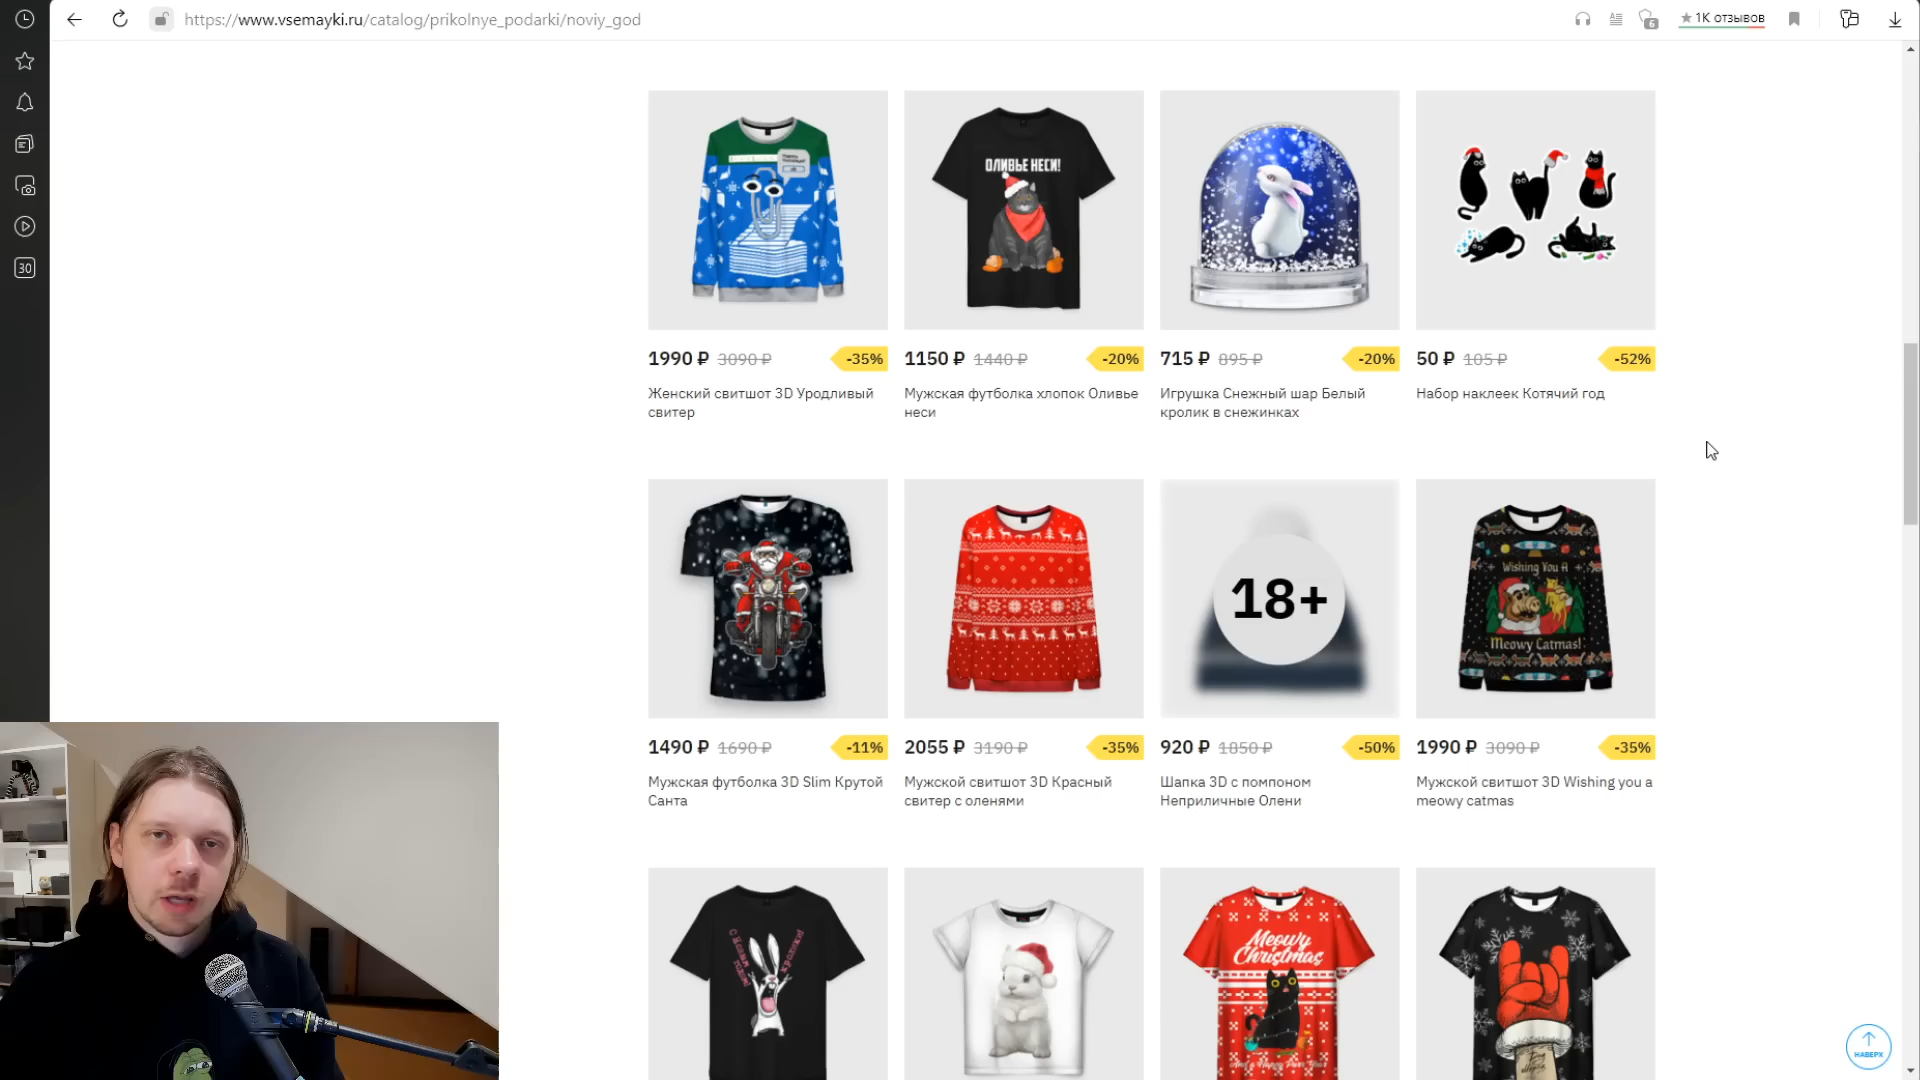 https://www.vsemayki.ru/catalog/prikolnye_podarki/noviy_god
6
★ 1K отзывов
30
ОЛИВЬЕ НЕСИ!
1990 ₽ 3090 ₽ -35%
1150 ₽ 1440 ₽ -20%
715 ₽ 895 ₽ -20%
50 ₽ 105 ₽ -52%
Женский свитшот 3D Уродливый
свитер
Мужская футболка хлопок Оливье
неси
Игрушка Снежный шар Белый
кролик в снежинках
Набор наклеек Котячий год
18+
Wishing You A
Meowy Catmas!
1490 ₽ 1690 ₽ -11%
2055 ₽ 3190 ₽ -35%
920 ₽ 1850 ₽ -50%
1990 ₽ 3090 ₽ -35%
Мужская футболка 3D Slim Крутой
Санта
Мужской свитшот 3D Красный
свитер с оленями
Шапка 3D с помпоном
Неприличные Олени
Мужской свитшот 3D Wishing you a
meowy catmas
Meowy
Christmas
НАВЕРХ